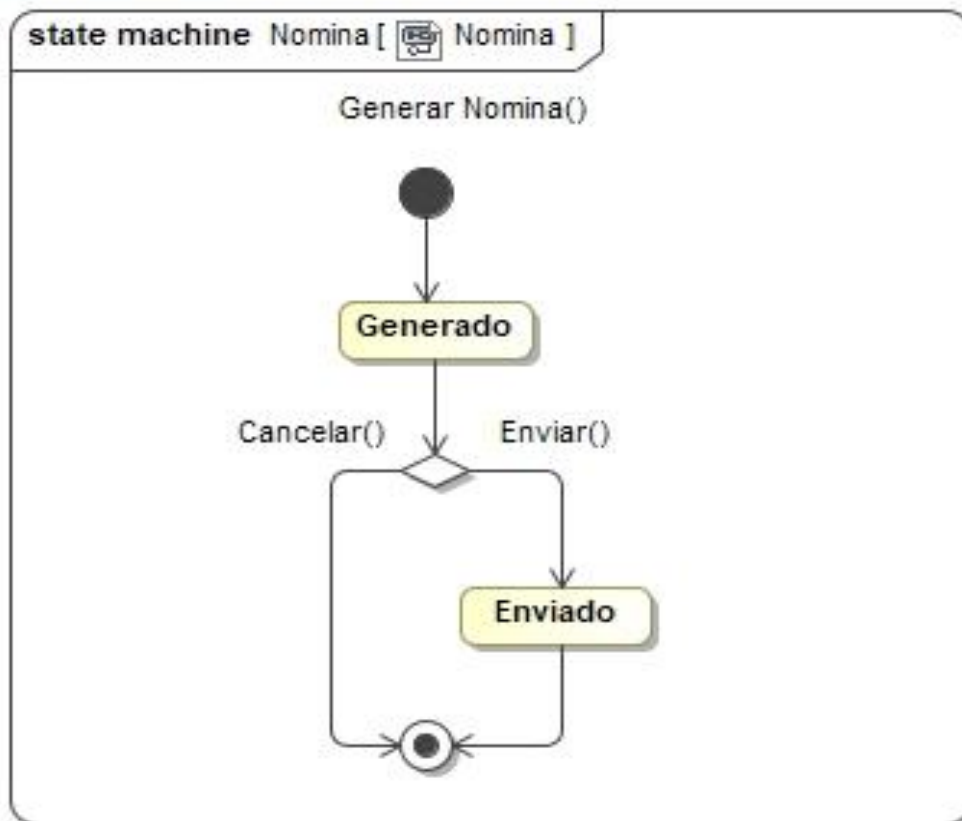 state machine Nomina [ Nomina ]
Generar Nomina()
Generado
Cancelar()
Enviar()
Enviado